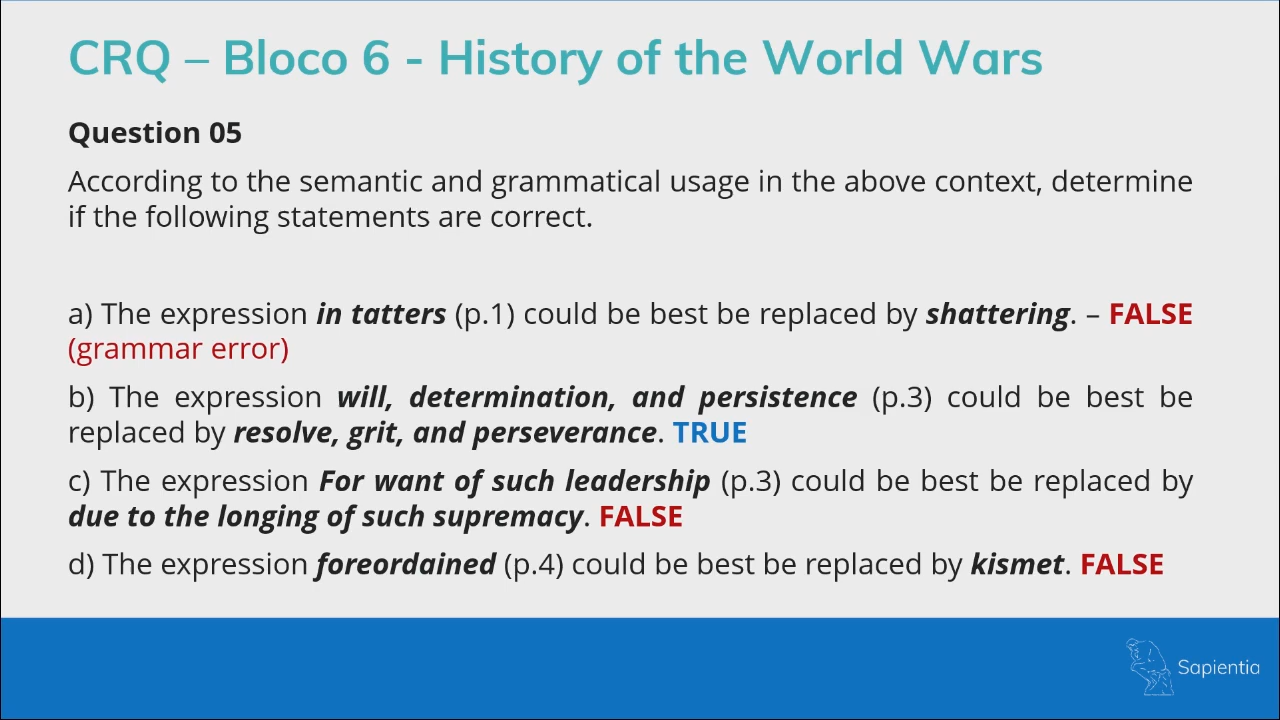 CRQ – Bloco 6 - History of the World Wars
Question 05
According to the semantic and grammatical usage in the above context, determine
if the following statements are correct.
a) The expression in tatters (p.1) could be best be replaced by shattering. – FALSE
(grammar error)
b) The expression will, determination, and persistence (p.3) could be best be
replaced by resolve, grit, and perseverance. TRUE
c) The expression For want of such leadership (p.3) could be best be replaced by
due to the longing of such supremacy. FALSE
d) The expression foreordained (p.4) could be best be replaced by kismet. FALSE
Sapientia